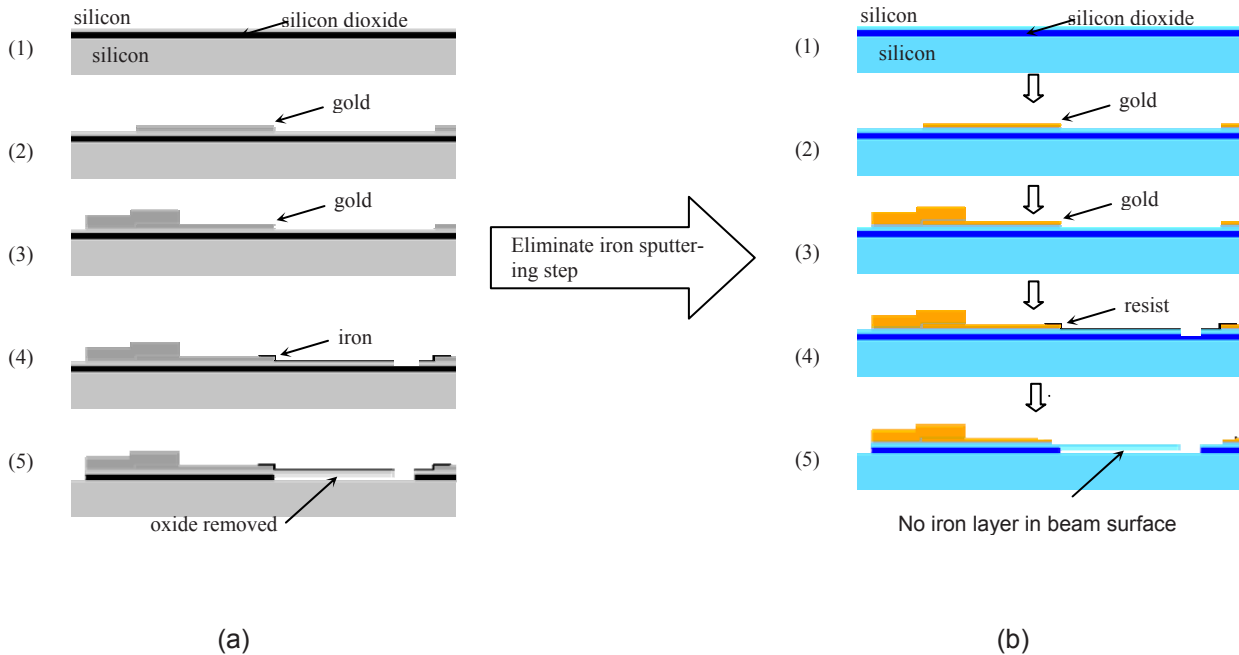 silicon
silicon dioxide
(1)
silicon
gold
(2)
gold
(3)
iron
(4)
(5)
oxide removed
(a)
Eliminate iron sputter-
ing step
silicon
silicon dioxide
(1)
silicon
gold
(2)
gold
(3)
resist
(4)
(5)
No iron layer in beam surface
(b)